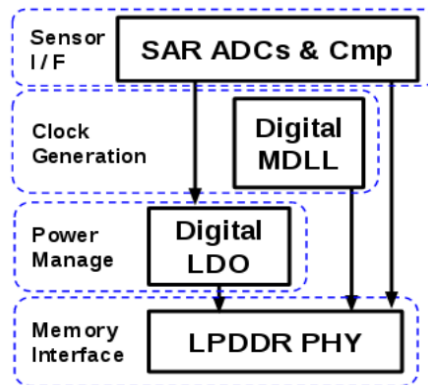 Sensor
I / F
SAR ADCs & Cmp
Clock
Generation
Digital
MDLL
Power
Manage
Digital
LDO
Memory
Interface
LPDDR PHY